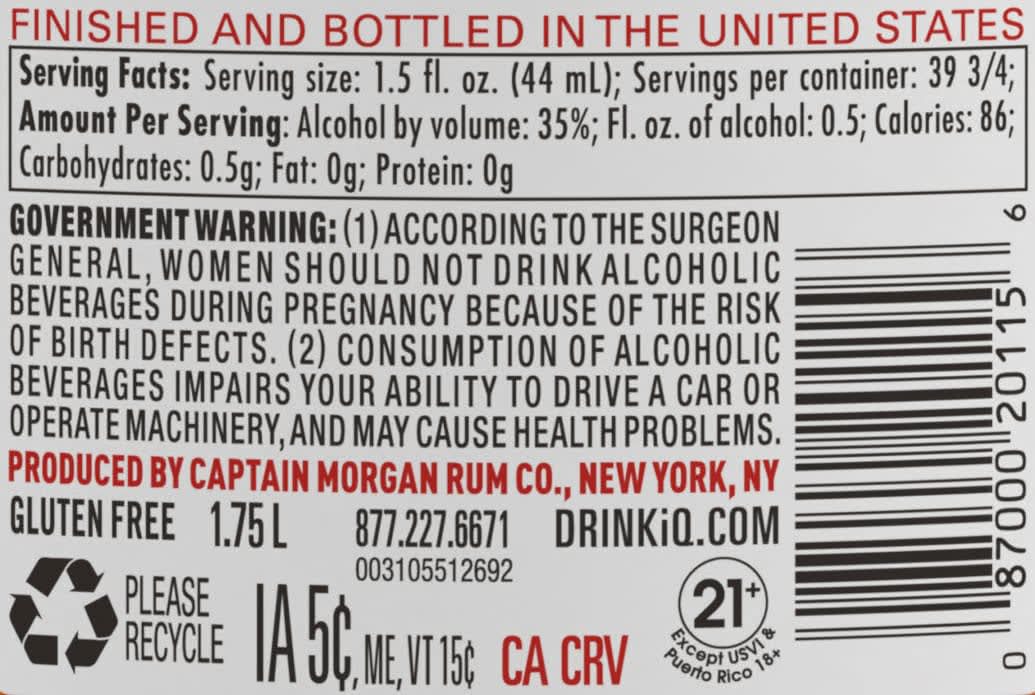 FINISHED AND BOTTLED IN THE UNITED STATES
Serving Facts: Serving size: 1.5 fl. oz. (44 mL); Servings per container: 39 3/4;
Amount Per Serving: Alcohol by volume: 35%; Fl. oz. of alcohol: 0.5; Calories: 86;
Carbohydrates: 0.5g; Fat: 0g; Protein: 0g
GOVERNMENT WARNING: (1) ACCORDING TO THE SURGEON
GENERAL, WOMEN SHOULD NOT DRINK ALCOHOLIC
BEVERAGES DURING PREGNANCY BECAUSE OF THE RISK
OF BIRTH DEFECTS. (2) CONSUMPTION OF ALCOHOLIC
BEVERAGES IMPAIRS YOUR ABILITY TO DRIVE A CAR OR
OPERATE MACHINERY, AND MAY CAUSE HEALTH PROBLEMS.
PRODUCED BY CAPTAIN MORGAN RUM CO., NEW YORK, NY
GLUTEN FREE 1.75 L 877.227.6671 DRINKiQ.COM
003105512692
PLEASE
RECYCLE
IA 5¢, ME, VT 15¢ CA CRV
21+
Except USVI &
Puerto Rico 18+
0 87000 20115 6